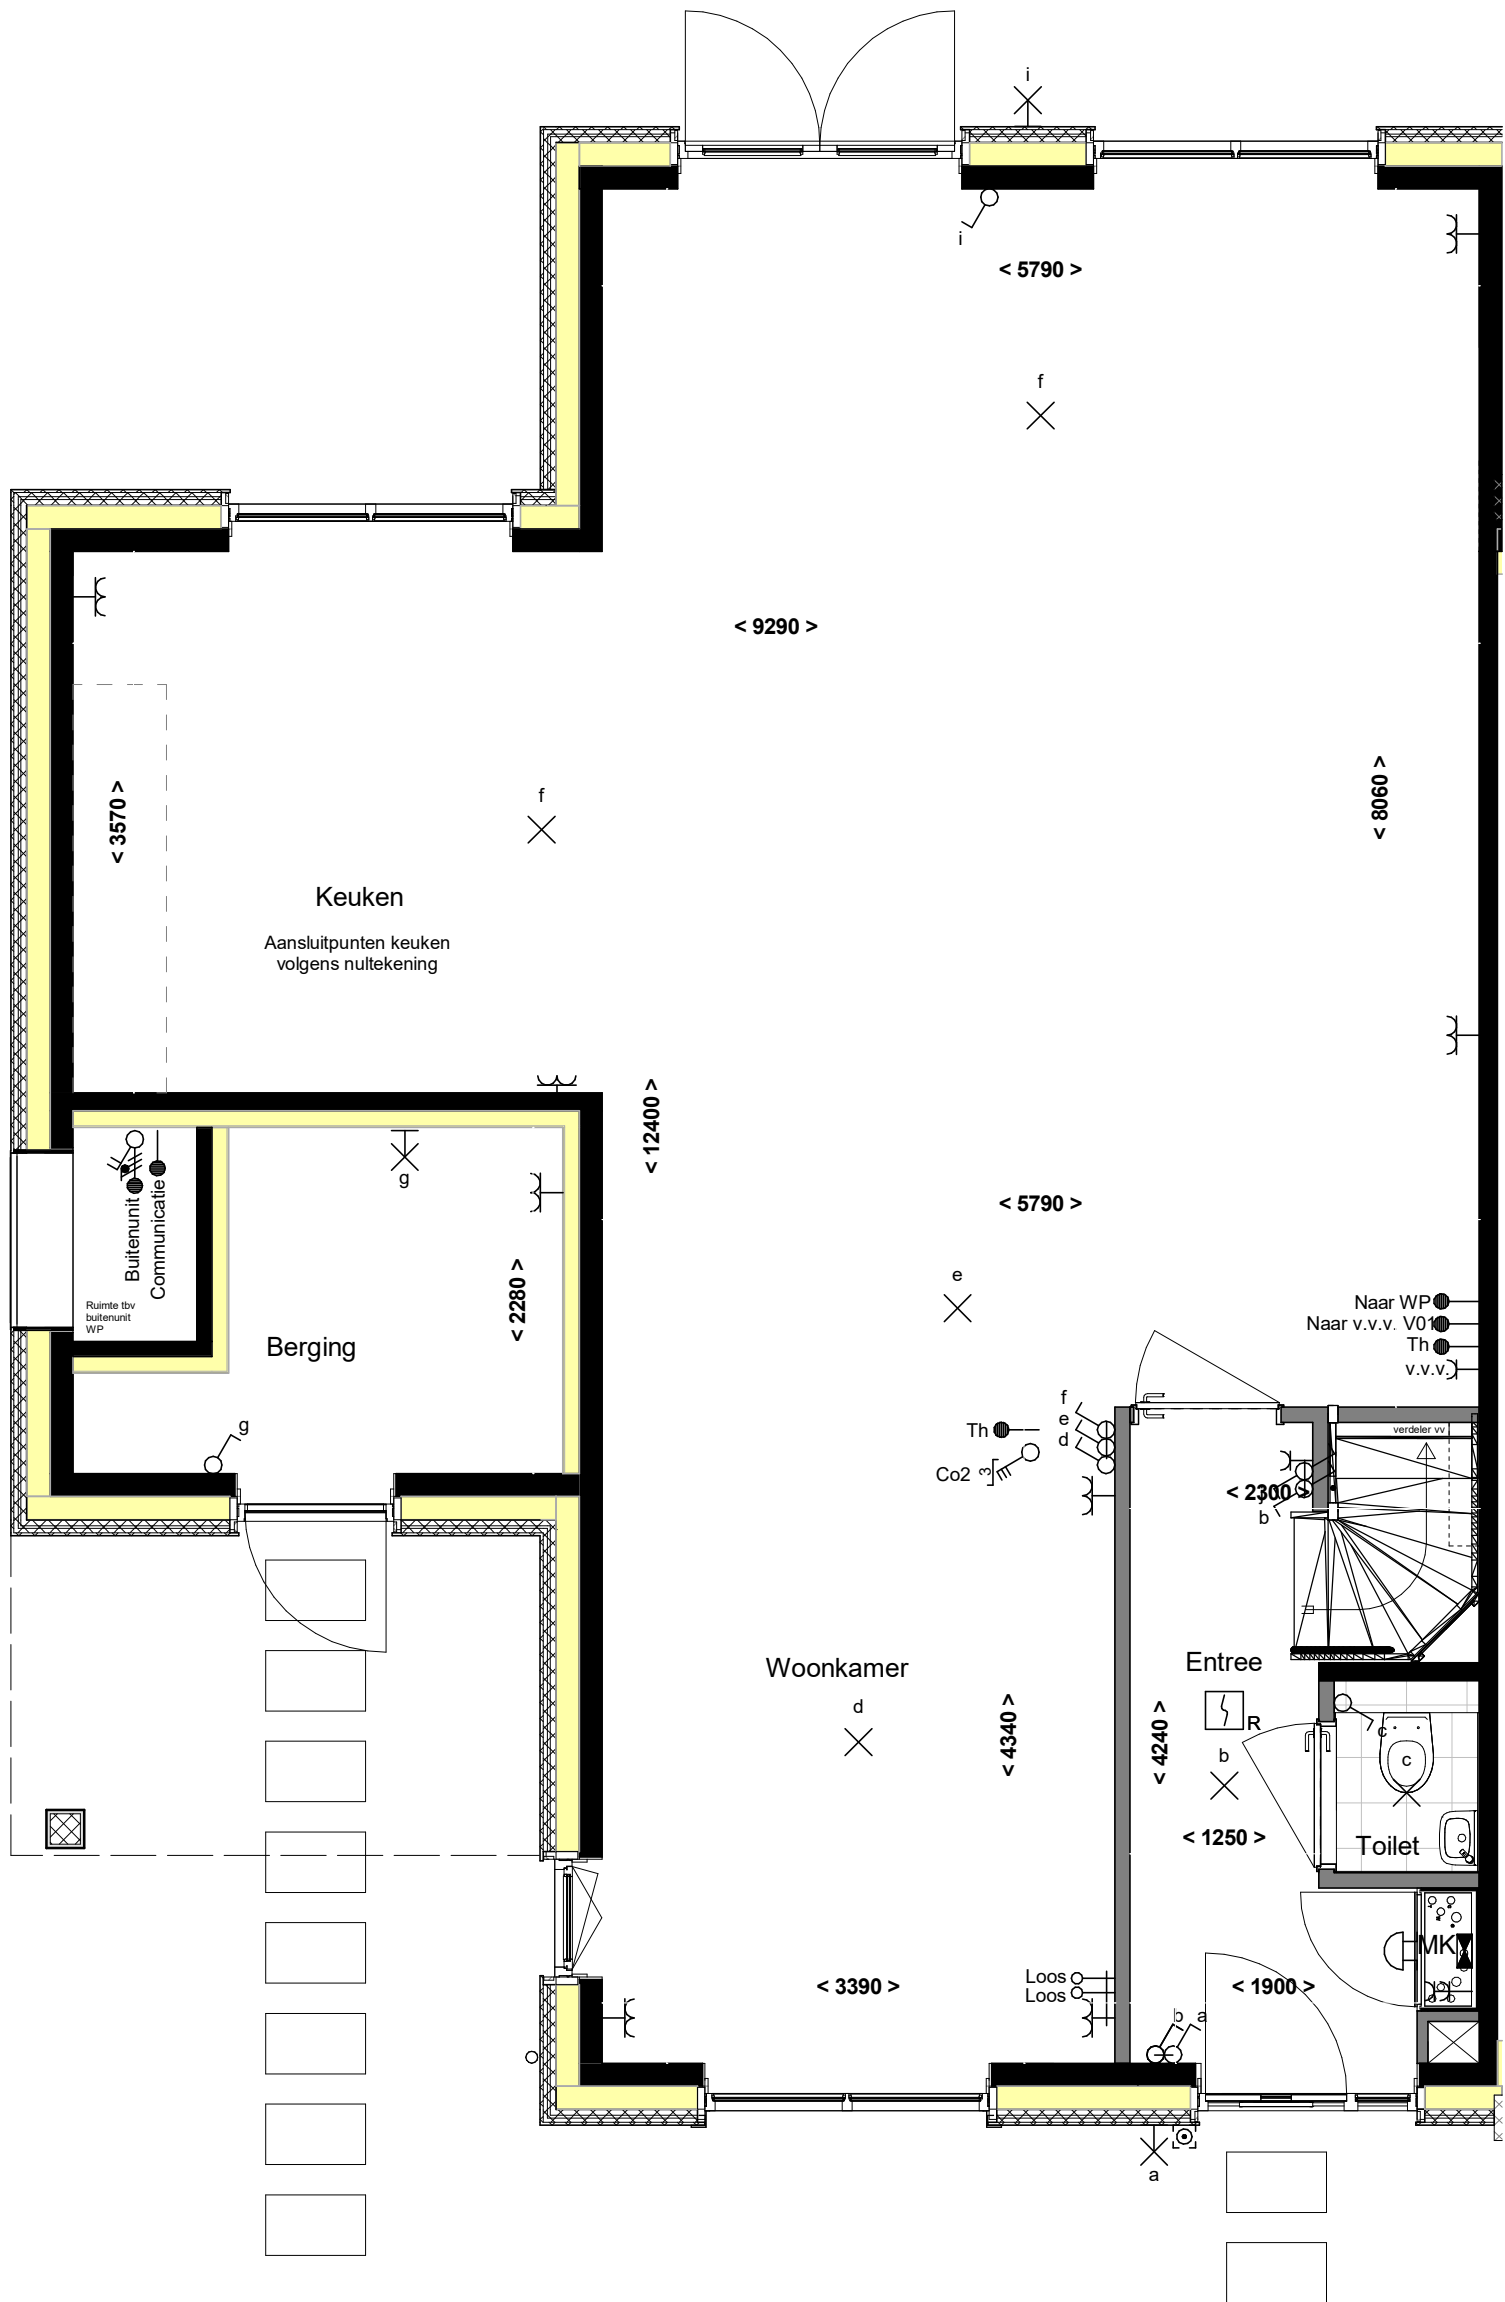 i
i
< 5790 >
f
< 9290 >
< 3570 >
f
< 8060 >
Keuken
Aansluitpunten keuken
volgens nultekening
< 12400 >
g
Buitenunit
Communicatie
< 5790 >
< 2280 >
e
Ruimte tbv
buitenunit
WP
Berging
Naar WP
Naar v.v.v. V01
Th
v.v.v.
g
f
e
d
Th
Co2
3
verdeler vv
< 2300 >
b
Woonkamer
Entree
d
R
c
< 4340 >
< 4240 >
b
c
< 1250 >
Toilet
MK
Loos
Loos
< 3390 >
< 1900 >
b
a
a